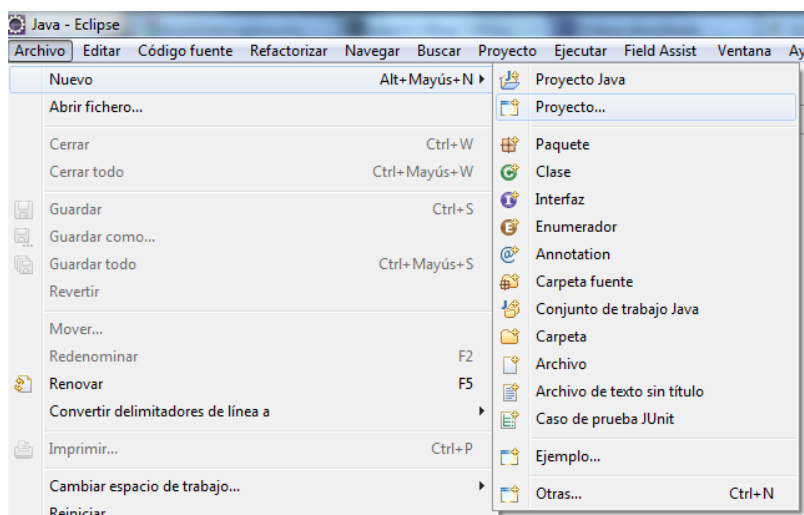 Java - Eclipse
Archivo Editar Código fuente Refactorizar Navegar Buscar Proyecto Ejecutar Field Assist Ventana Ay
Nuevo Alt+Mayús+N
Abrir fichero...
Cerrar Ctrl+W
Cerrar todo Ctrl+Mayús+W
Guardar Ctrl+S
Guardar como...
Guardar todo Ctrl+Mayús+S
Revertir
Mover...
Redenominar F2
Renovar F5
Convertir delimitadores de línea a
Imprimir... Ctrl+P
Cambiar espacio de trabajo...
Reiniciar
Proyecto Java
Proyecto...
Paquete
Clase
Interfaz
Enumerador
Annotation
Carpeta fuente
Conjunto de trabajo Java
Carpeta
Archivo
Archivo de texto sin título
Caso de prueba JUnit
Ejemplo...
Otras... Ctrl+N